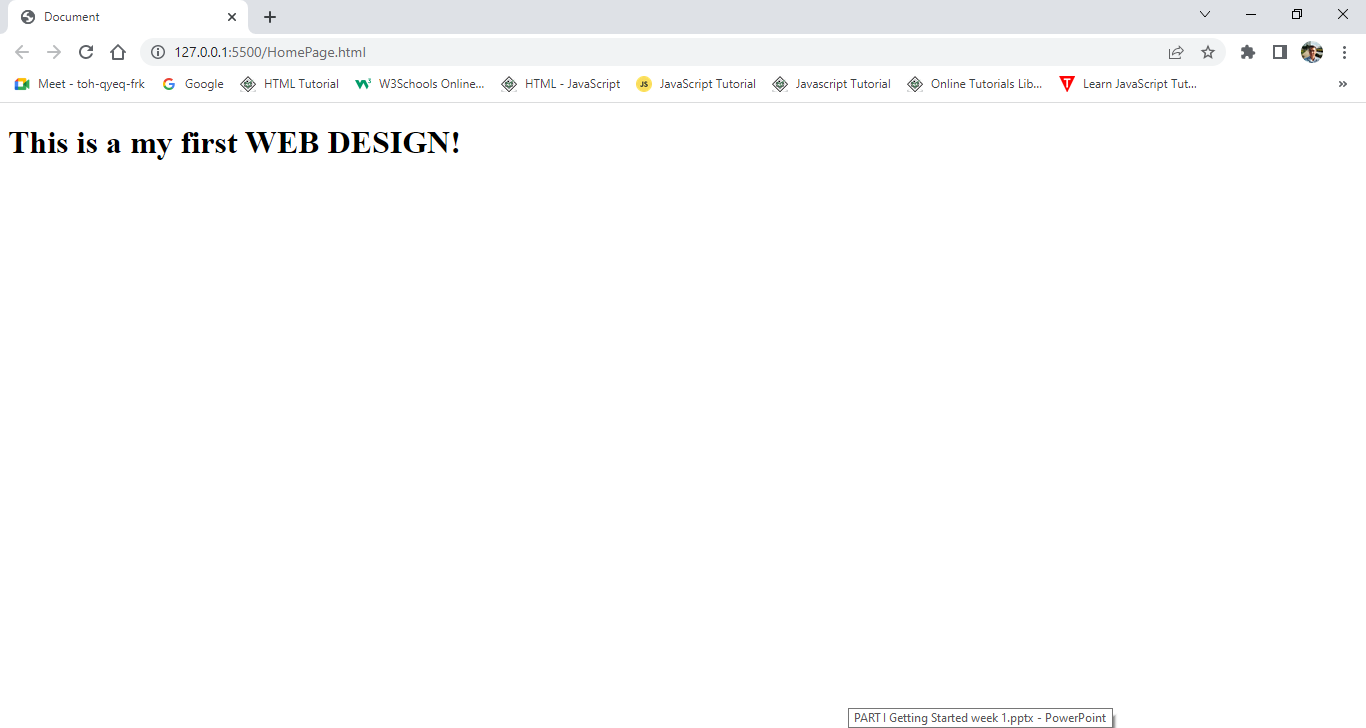 Document
127.0.0.1:5500/HomePage.html
Meet - toh-qyeq-frk Google HTML Tutorial W3Schools Online... HTML - JavaScript JS JavaScript Tutorial Javascript Tutorial Online Tutorials Lib... T Learn JavaScript Tut... »
This is a my first WEB DESIGN!
PART I Getting Started week 1.pptx - PowerPoint